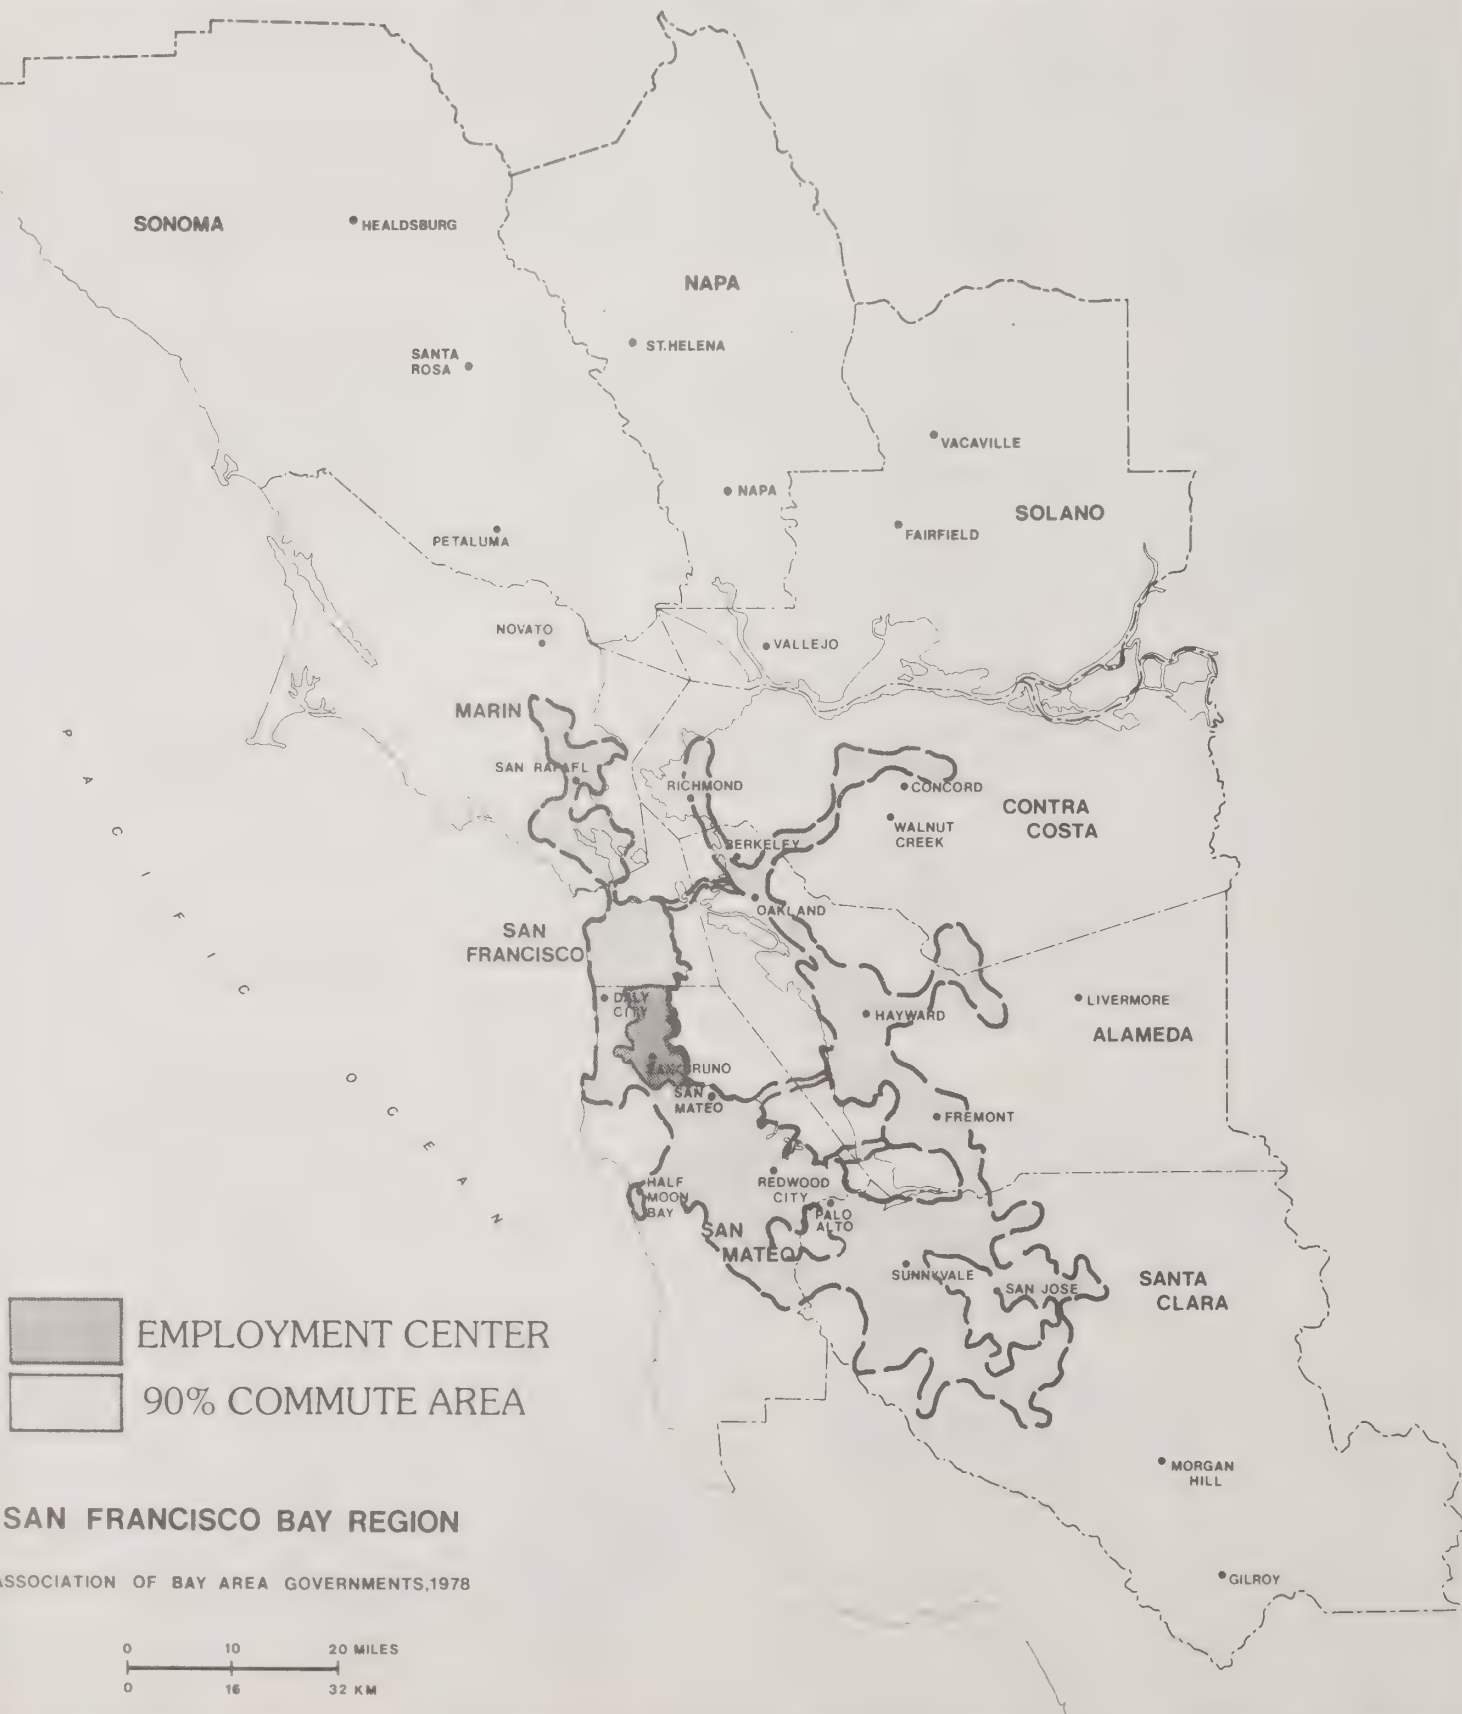 SONOMA
HEALDSBURG
NAPA
ST.HELENA
SANTA
ROSA
VACAVILLE
NAPA
SOLANO
FAIRFIELD
PETALUMA
NOVATO
VALLEJO
MARIN
SAN RAFAEL
RICHMOND
CONCORD
CONTRA
COSTA
WALNUT
CREEK
BERKELEY
OAKLAND
SAN
FRANCISCO
DALY
CITY
HAYWARD
LIVERMORE
ALAMEDA
SAN BRUNO
SAN
MATEO
FREMONT
HALF
MOON
BAY
REDWOOD
CITY
PALO
ALTO
SAN
MATEO
SUNNYVALE
SAN JOSE
SANTA
CLARA
PACIFIC OCEAN
EMPLOYMENT CENTER
90% COMMUTE AREA
MORGAN
HILL
GILROY
SAN FRANCISCO BAY REGION
ASSOCIATION OF BAY AREA GOVERNMENTS,1978
0 10 20 MILES
0 16 32 KM